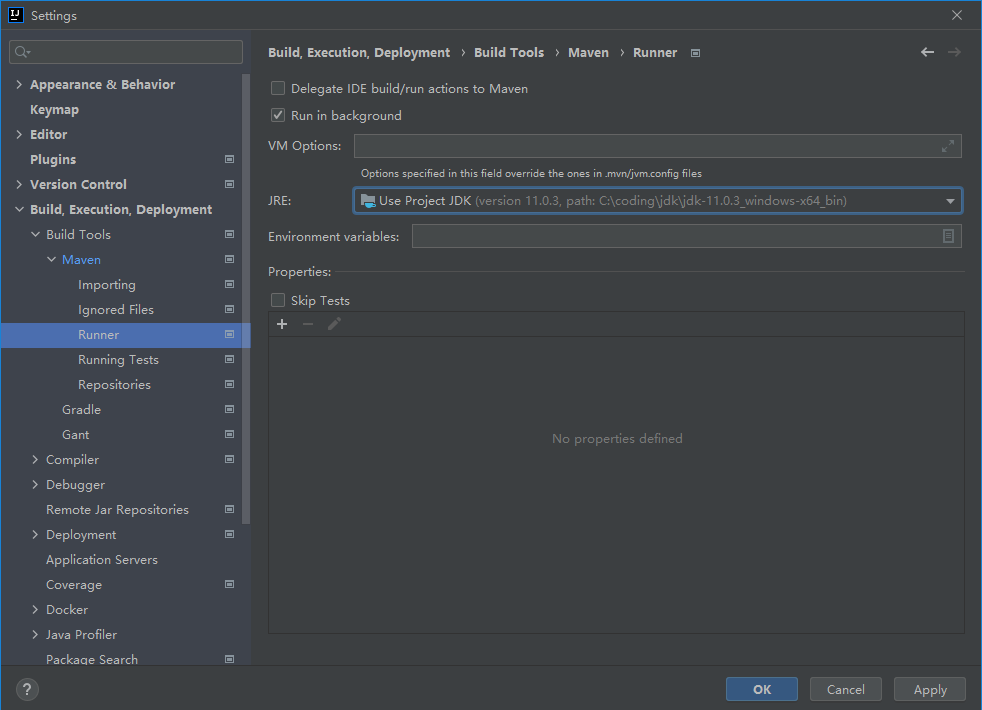 Settings
Appearance & Behavior
Keymap
Editor
Plugins
Version Control
Build, Execution, Deployment
Build Tools
Maven
Importing
Ignored Files
Runner
Running Tests
Repositories
Gradle
Gant
Compiler
Debugger
Remote Jar Repositories
Deployment
Application Servers
Coverage
Docker
Java Profiler
Package Search
Build, Execution, Deployment › Build Tools › Maven › Runner
Delegate IDE build/run actions to Maven
Run in background
VM Options:
Options specified in this field override the ones in .mvn/jvm.config files
JRE: Use Project JDK (version 11.0.3, path: C:\coding\jdk\jdk-11.0.3_windows-x64_bin)
Environment variables:
Properties:
Skip Tests
No properties defined
? OK Cancel Apply